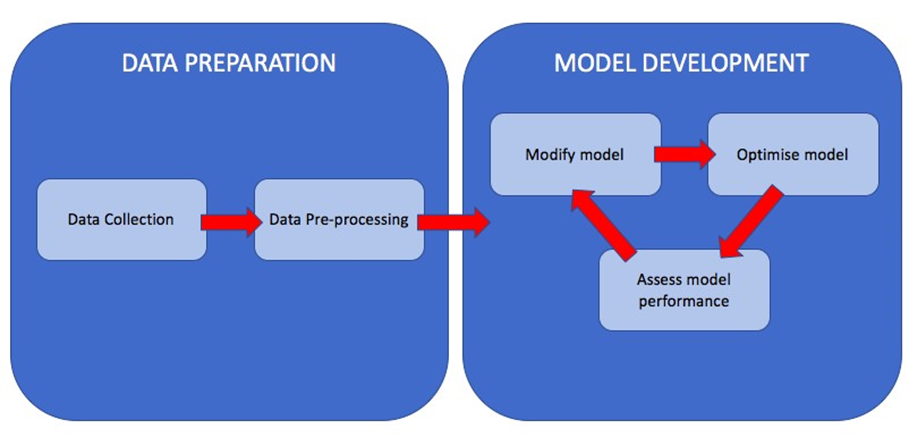 DATA PREPARATION
Data Collection
Data Pre-processing
MODEL DEVELOPMENT
Modify model
Optimise model
Assess model
performance